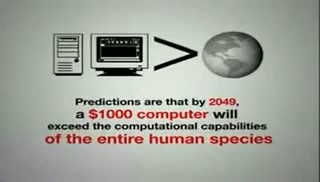 Predictions are that by 2049,
a $1000 computer will
exceed the computational capabilities
of the entire human species